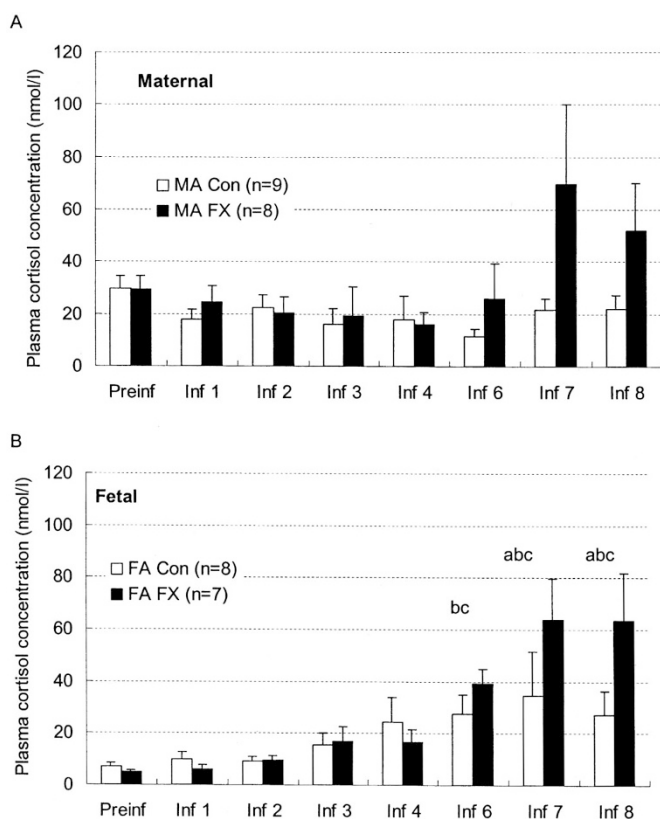 A
Plasma cortisol concentration (nmol/l)
120
100
80
60
40
20
0
Maternal
MA Con (n=9)
MA FX (n=8)
Preinf Inf 1 Inf 2 Inf 3 Inf 4 Inf 6 Inf 7 Inf 8
B
Plasma cortisol concentration (nmol/l)
120
100
80
60
40
20
0
Fetal
FA Con (n=8)
FA FX (n=7)
bc
abc
abc
Preinf Inf 1 Inf 2 Inf 3 Inf 4 Inf 6 Inf 7 Inf 8